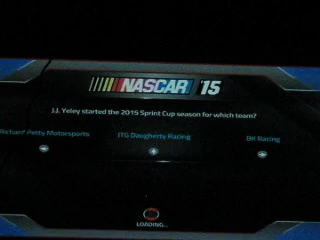 NASCAR '15
J.J. Yeley started the 2015 Sprint Cup season for which team?
Richard Petty Motorsports JTG Daugherty Racing BK Racing
LOADING...